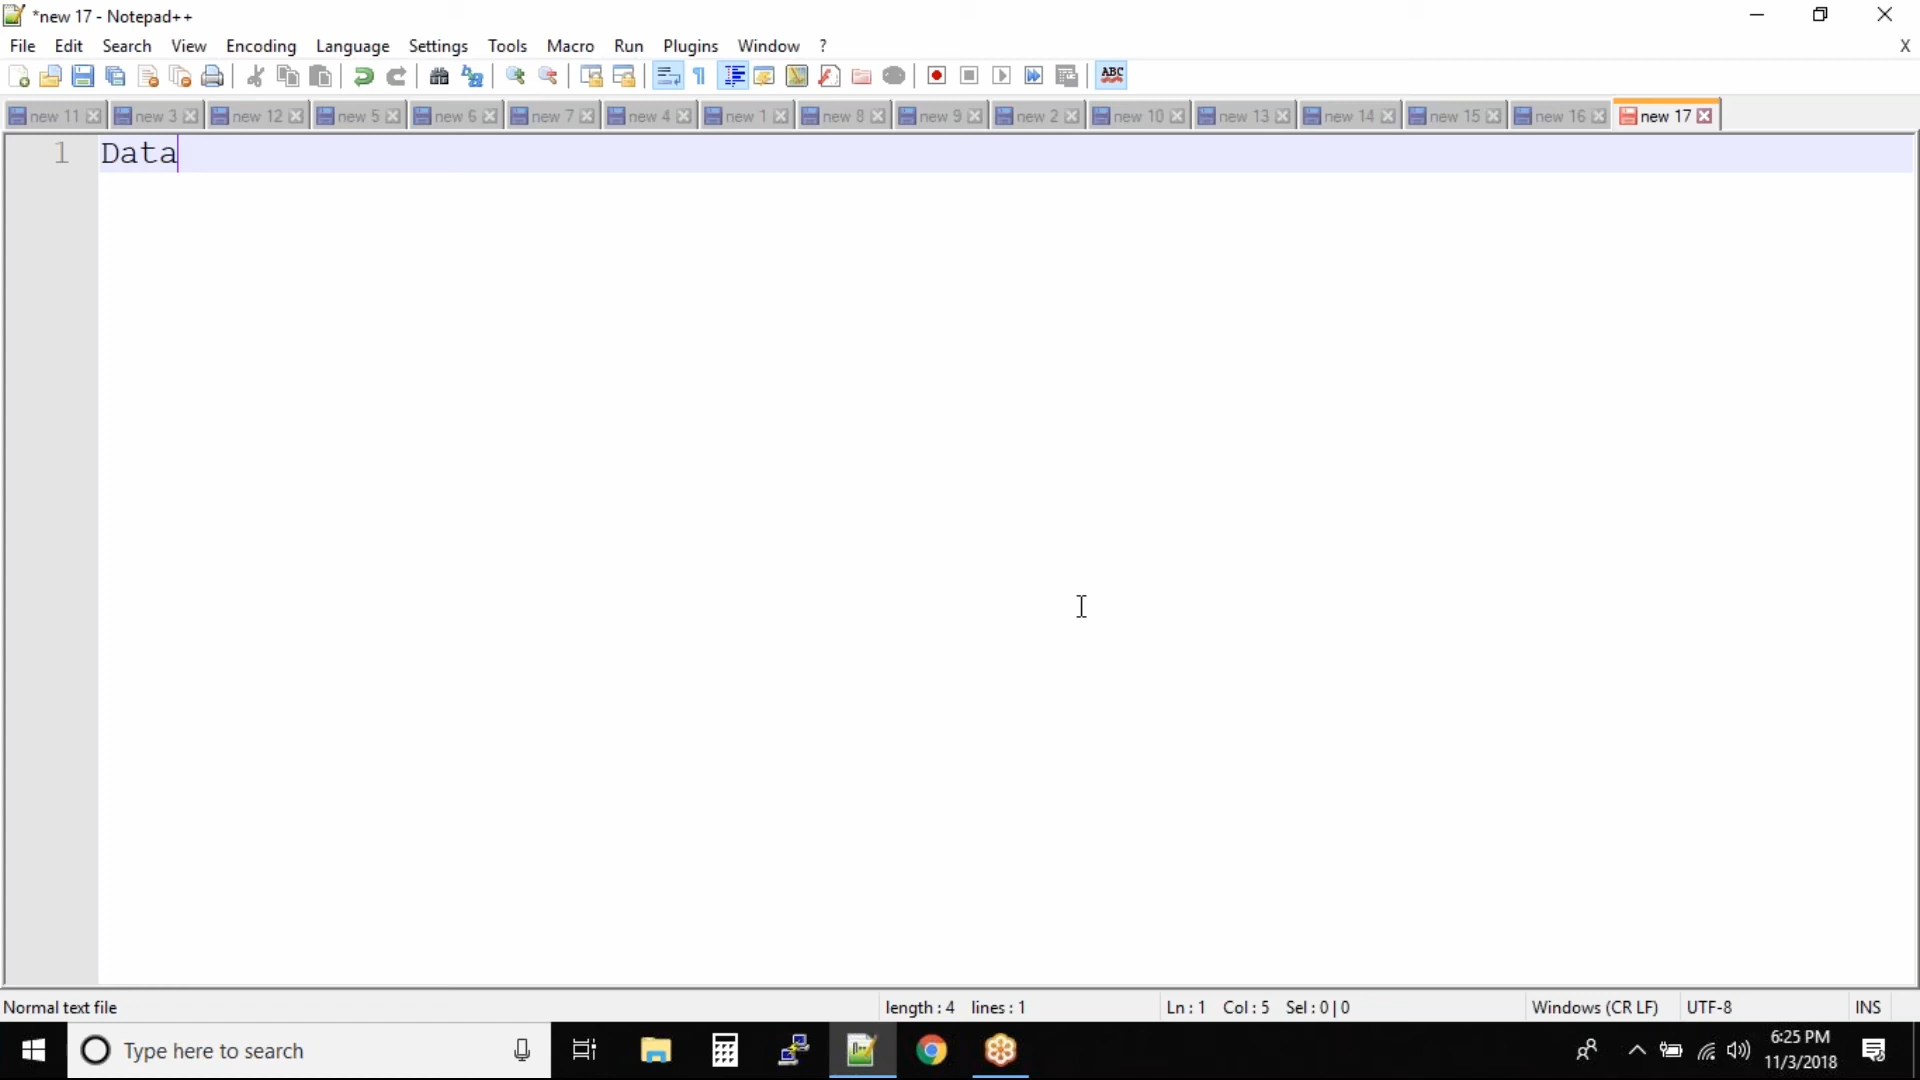 *new 17 - Notepad++
File Edit Search View Encoding Language Settings Tools Macro Run Plugins Window ? X
ABC
new 11 new 3 new 12 new 5 new 6 new 7 new 4 new 1 new 8 new 9 new 2 new 10 new 13 new 14 new 15 new 16 new 17
1 Data
Normal text file length : 4 lines : 1 Ln : 1 Col : 5 Sel : 0 | 0 Windows (CR LF) UTF-8 INS
Type here to search
6:25 PM
11/3/2018